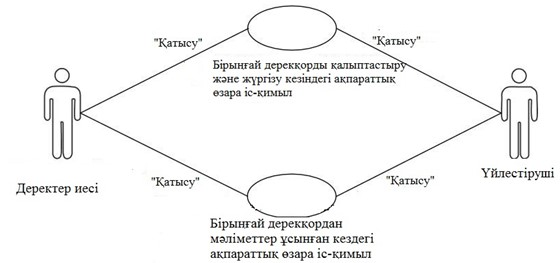 "Қатысу" "Қатысу"
Бірыңғай дерекқорды қалыптастыру
және жүргізу кезіндегі ақпараттық
өзара іс-қимыл
Деректер иесі
Үйлестіруші
"Қатысу" "Қатысу"
Бірыңғай дерекқордан
мәліметтер ұсынған кездегі
ақпараттық өзара іс-қимыл